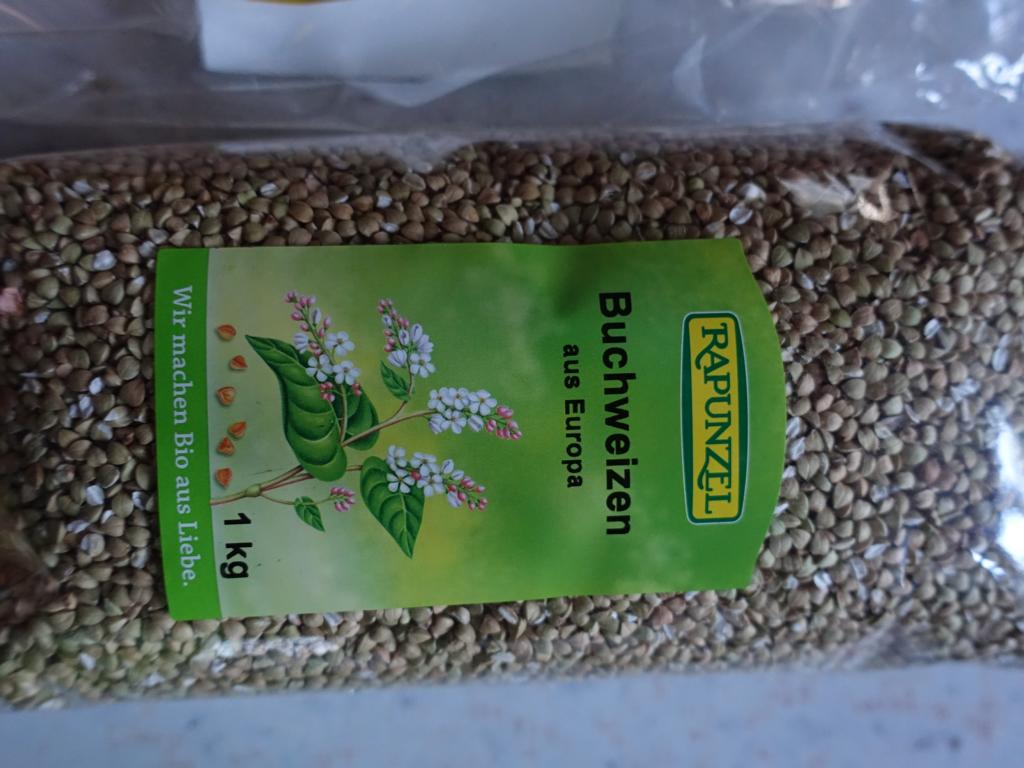 RAPUNZEL
Buchweizen
aus Europa
1 kg
Wir machen Bio aus Liebe.